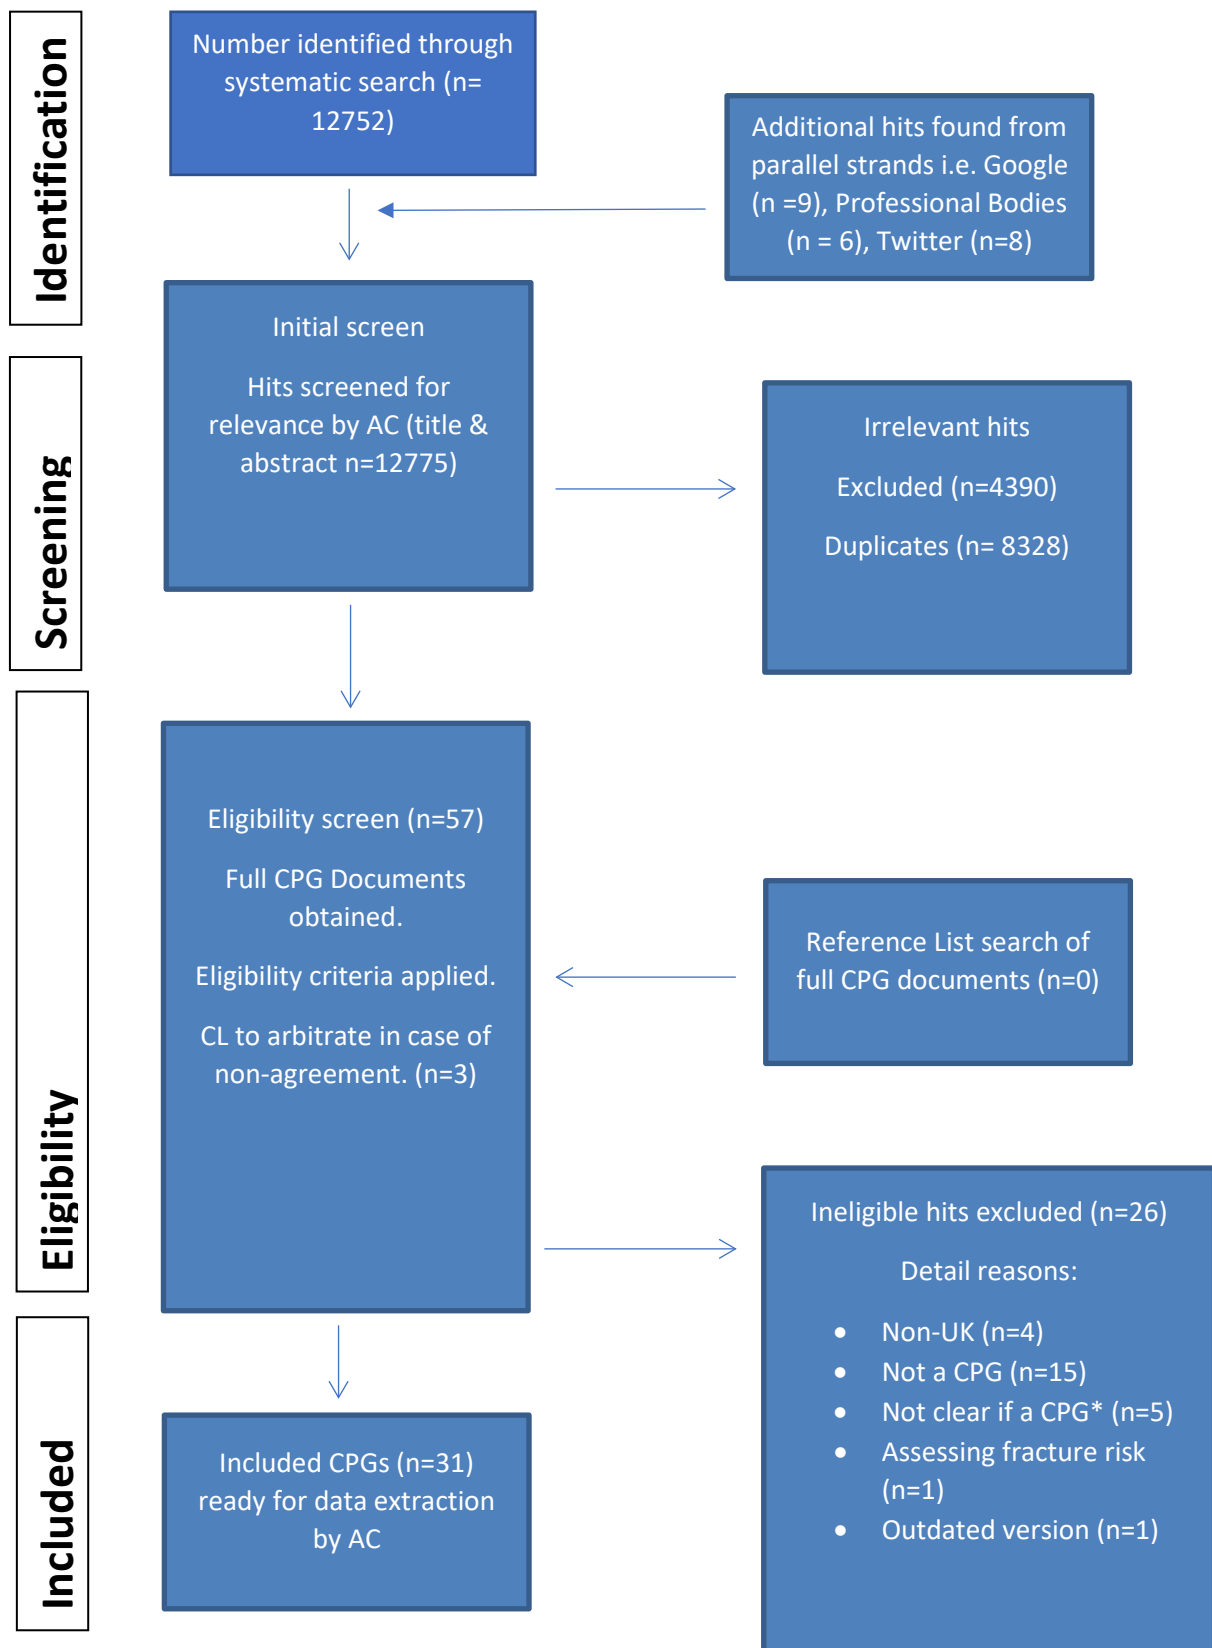 Identification
Number identified through
systematic search (n=
12752)
Additional hits found from
parallel strands i.e. Google
(n =9), Professional Bodies
(n = 6), Twitter (n=8)
Initial screen
Hits screened for
relevance by AC (title &
abstract n=12775)
Screening
Irrelevant hits
Excluded (n=4390)
Duplicates (n= 8328)
Eligibility
Eligibility screen (n=57)
Full CPG Documents
obtained.
Eligibility criteria applied.
CL to arbitrate in case of
non-agreement. (n=3)
Reference List search of
full CPG documents (n=0)
Ineligible hits excluded (n=26)
Detail reasons:
• Non-UK (n=4)
• Not a CPG (n=15)
• Not clear if a CPG* (n=5)
• Assessing fracture risk
(n=1)
• Outdated version (n=1)
Included
Included CPGs (n=31)
ready for data extraction
by AC